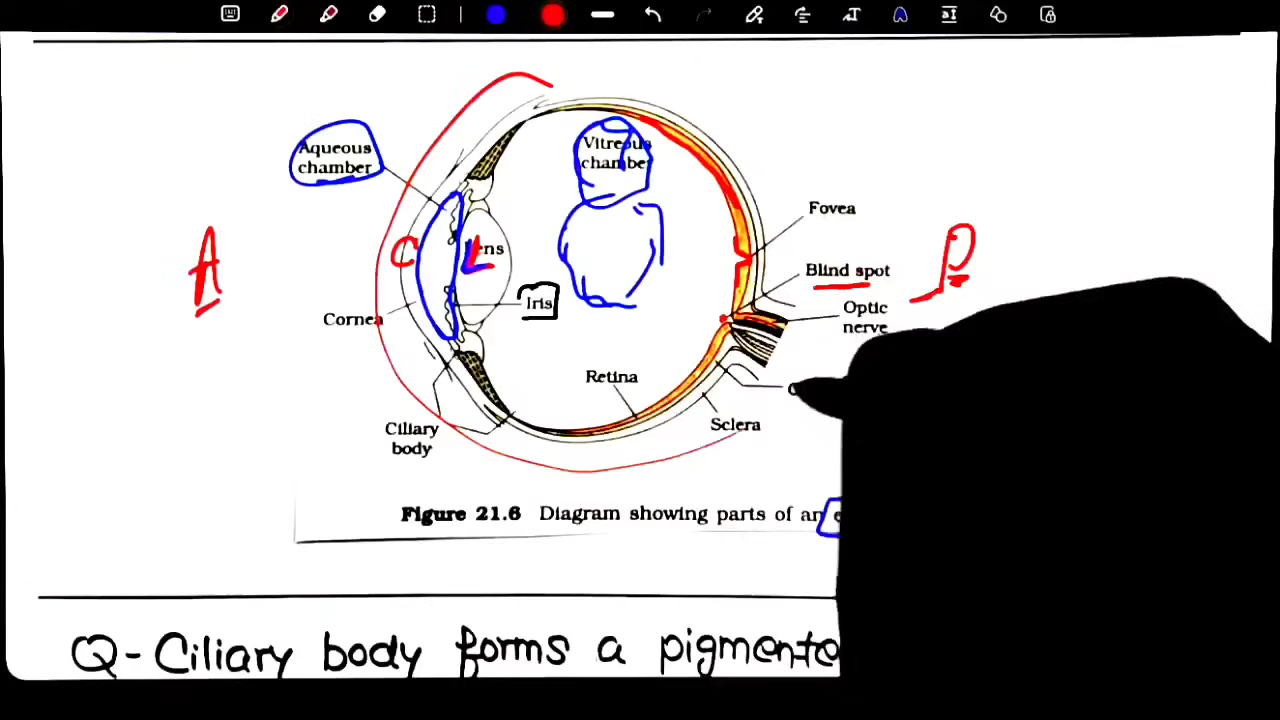 Aqueous
chamber
Vitreous
chamber
Fovea
A
C
L
Lens
P
Blind spot
Iris
Optic
nerve
Cornea
Retina
Ciliary
body
Sclera
Figure 21.6 Diagram showing parts of an
Q- Ciliary body forms a